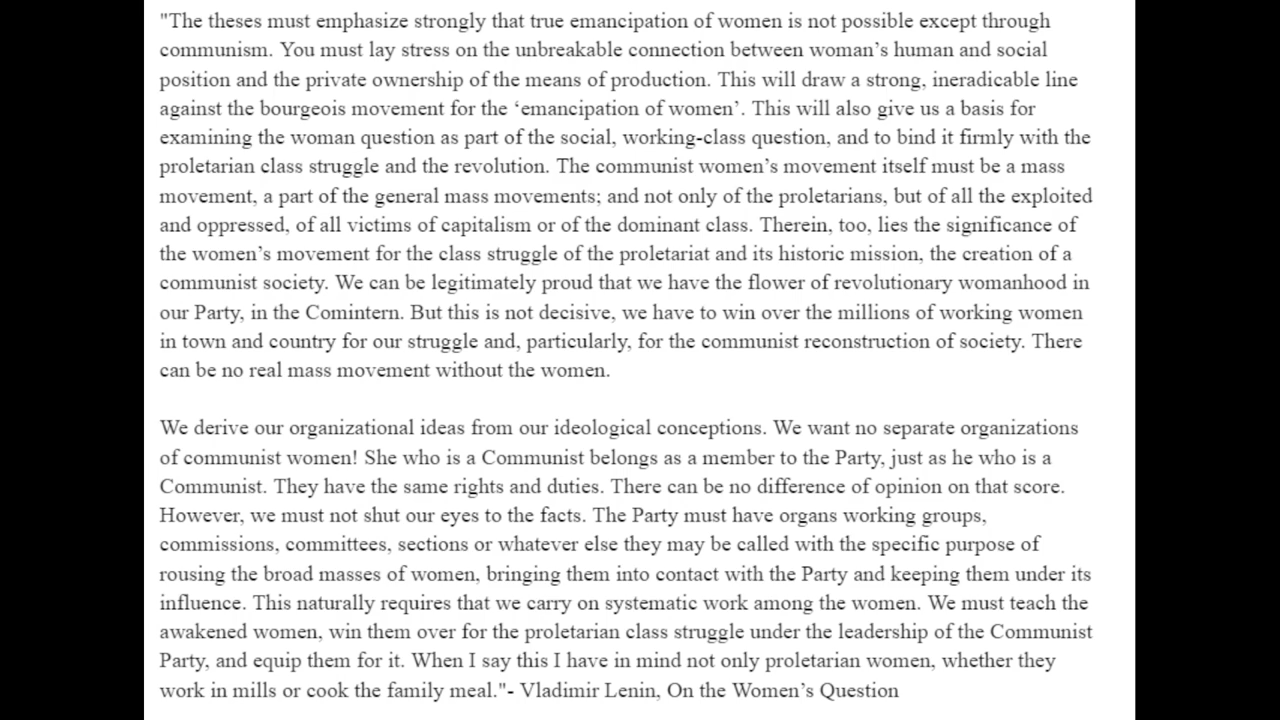 "The theses must emphasize strongly that true emancipation of women is not possible except through
communism. You must lay stress on the unbreakable connection between woman’s human and social
position and the private ownership of the means of production. This will draw a strong, ineradicable line
against the bourgeois movement for the ‘emancipation of women’. This will also give us a basis for
examining the woman question as part of the social, working-class question, and to bind it firmly with the
proletarian class struggle and the revolution. The communist women’s movement itself must be a mass
movement, a part of the general mass movements; and not only of the proletarians, but of all the exploited
and oppressed, of all victims of capitalism or of the dominant class. Therein, too, lies the significance of
the women’s movement for the class struggle of the proletariat and its historic mission, the creation of a
communist society. We can be legitimately proud that we have the flower of revolutionary womanhood in
our Party, in the Comintern. But this is not decisive, we have to win over the millions of working women
in town and country for our struggle and, particularly, for the communist reconstruction of society. There
can be no real mass movement without the women.
We derive our organizational ideas from our ideological conceptions. We want no separate organizations
of communist women! She who is a Communist belongs as a member to the Party, just as he who is a
Communist. They have the same rights and duties. There can be no difference of opinion on that score.
However, we must not shut our eyes to the facts. The Party must have organs working groups,
commissions, committees, sections or whatever else they may be called with the specific purpose of
rousing the broad masses of women, bringing them into contact with the Party and keeping them under its
influence. This naturally requires that we carry on systematic work among the women. We must teach the
awakened women, win them over for the proletarian class struggle under the leadership of the Communist
Party, and equip them for it. When I say this I have in mind not only proletarian women, whether they
work in mills or cook the family meal."- Vladimir Lenin, On the Women’s Question